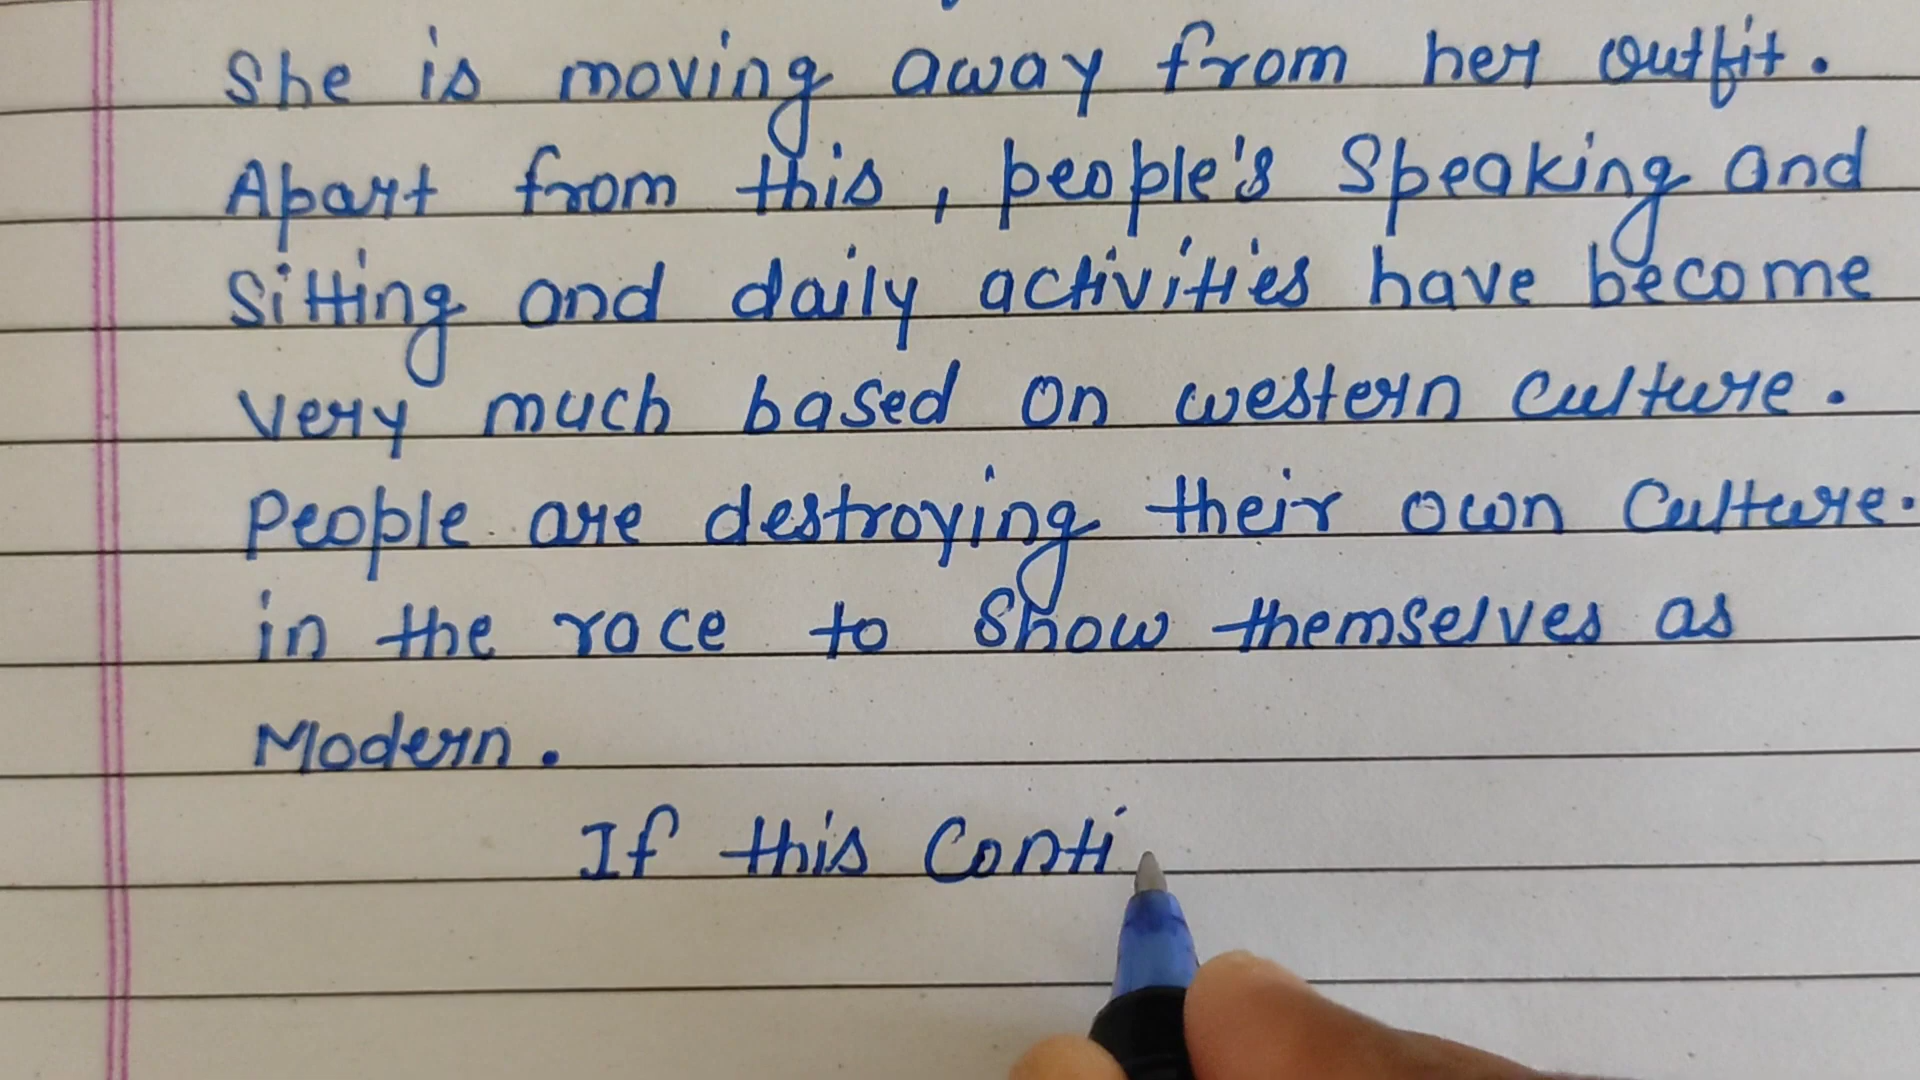 She is moving away from her outfit.
Apart from this, people's Speaking and
Sitting and daily activities have become
very much based on western culture.
People are destroying their own Culture.
in the race to Show themselves as
Modern.
If this Conti